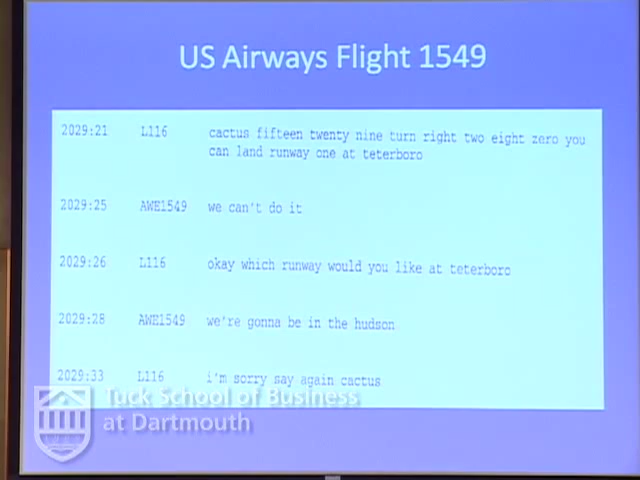 US Airways Flight 1549
2029:21 L116 cactus fifteen twenty nine turn right two eight zero you
can land runway one at teterboro
2029:25 AWE1549 we can't do it
2029:26 L116 okay which runway would you like at teterboro
2029:28 AWE1549 we're gonna be in the hudson
2029:33 L116 i'm sorry say again cactus
Tuck School of Business
at Dartmouth